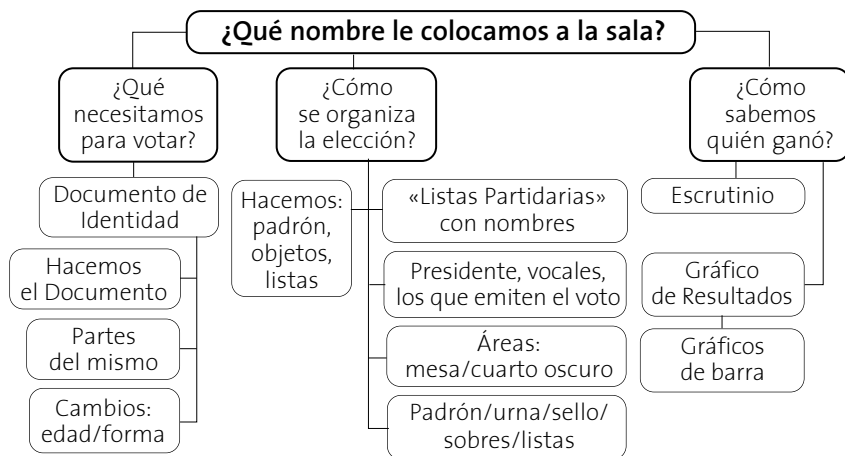 ¿Qué nombre le colocamos a la sala?
¿Qué
necesitamos
para votar?
Documento de
Identidad
Hacemos
el Documento
Partes
del mismo
Cambios:
edad/forma
¿Cómo
se organiza
la elección?
Hacemos:
padrón,
objetos,
listas
«Listas Partidarias»
con nombres
Presidente, vocales,
los que emiten el voto
Áreas:
mesa/cuarto oscuro
Padrón/urna/sello/
sobres/listas
¿Cómo
sabemos
quién ganó?
Escrutinio
Gráfico
de Resultados
Gráficos
de barra